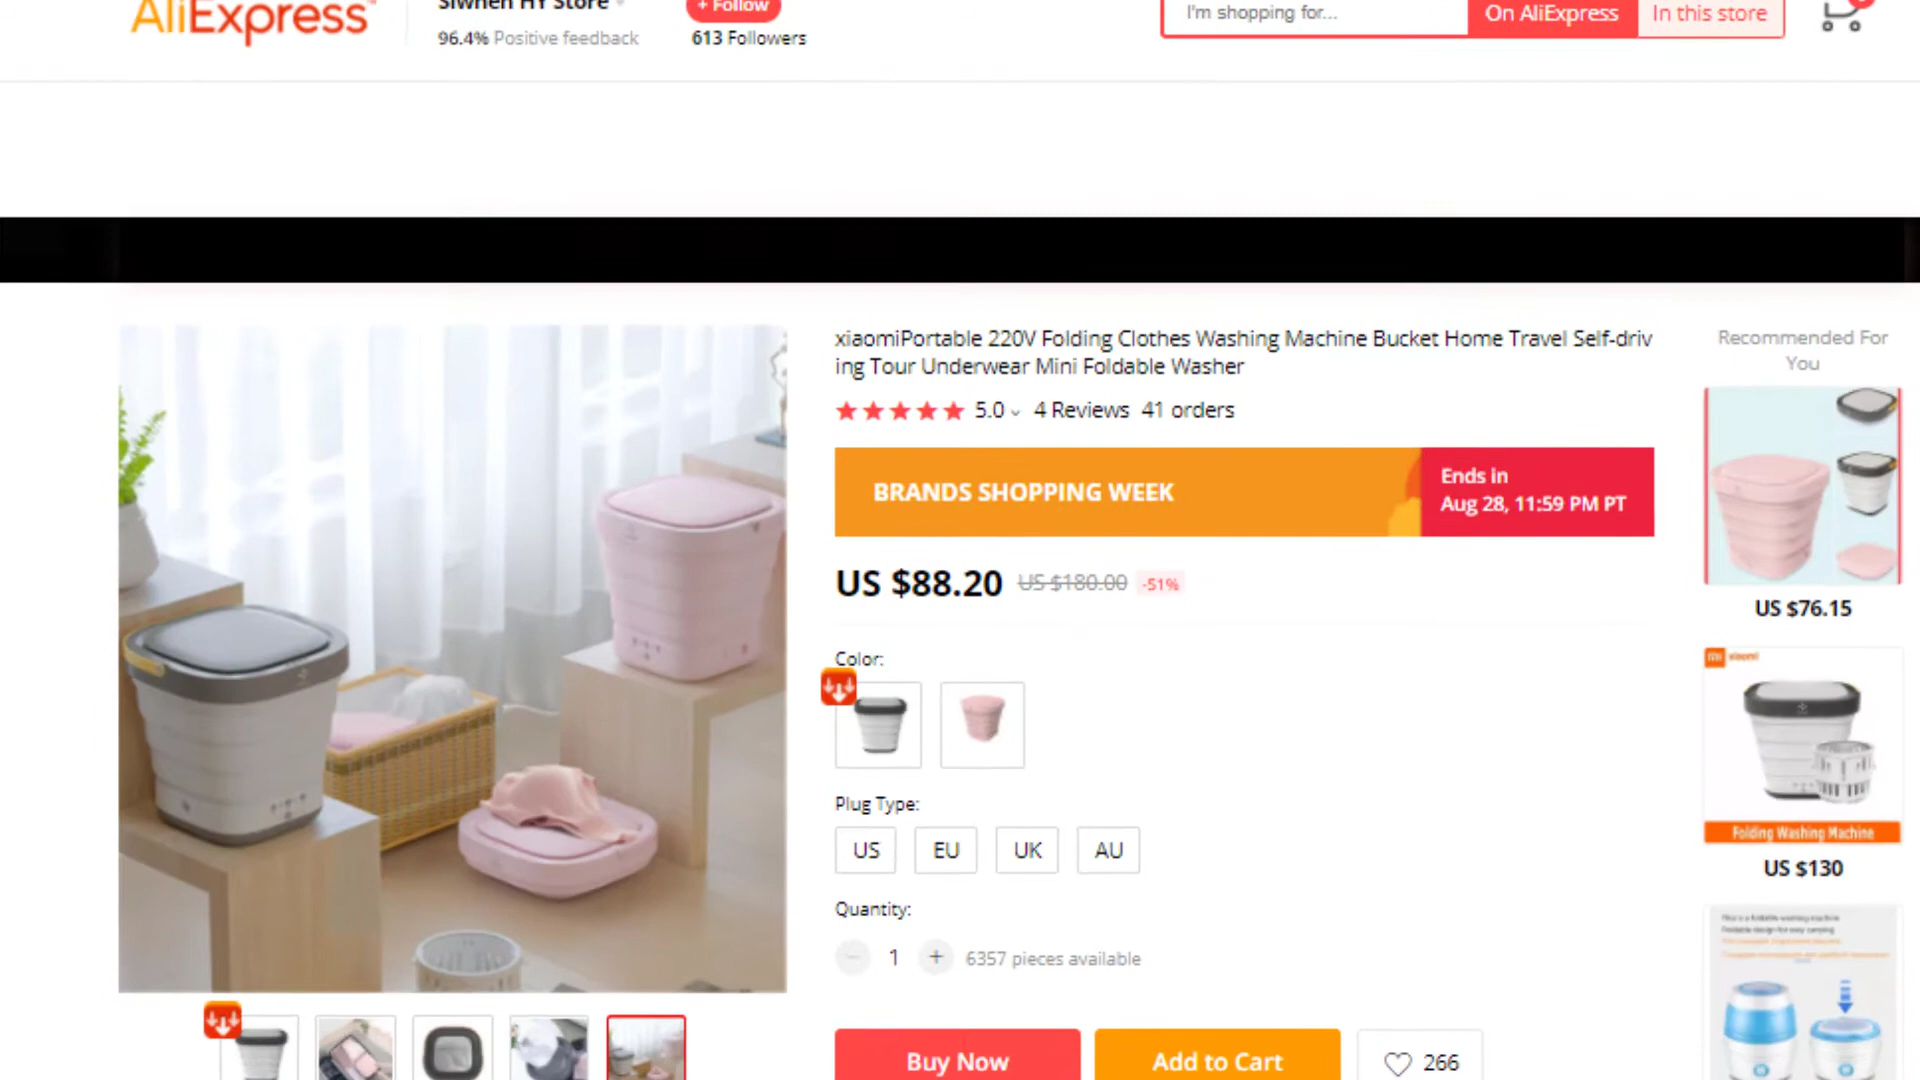 AliExpress
Siwhen HY Store
+ Follow
96.4% Positive feedback
613 Followers
I'm shopping for...
On AliExpress
In this store
xiaomiPortable 220V Folding Clothes Washing Machine Bucket Home Travel Self-driv
ing Tour Underwear Mini Foldable Washer
5.0
4 Reviews
41 orders
BRANDS SHOPPING WEEK
Ends in
Aug 28, 11:59 PM PT
US $88.20
US $180.00
-51%
Color:
Plug Type:
US
EU
UK
AU
Quantity:
1
+
6357 pieces available
Buy Now
Add to Cart
266
Recommended For
You
US $76.15
xiaomi
Folding Washing Machine
US $130